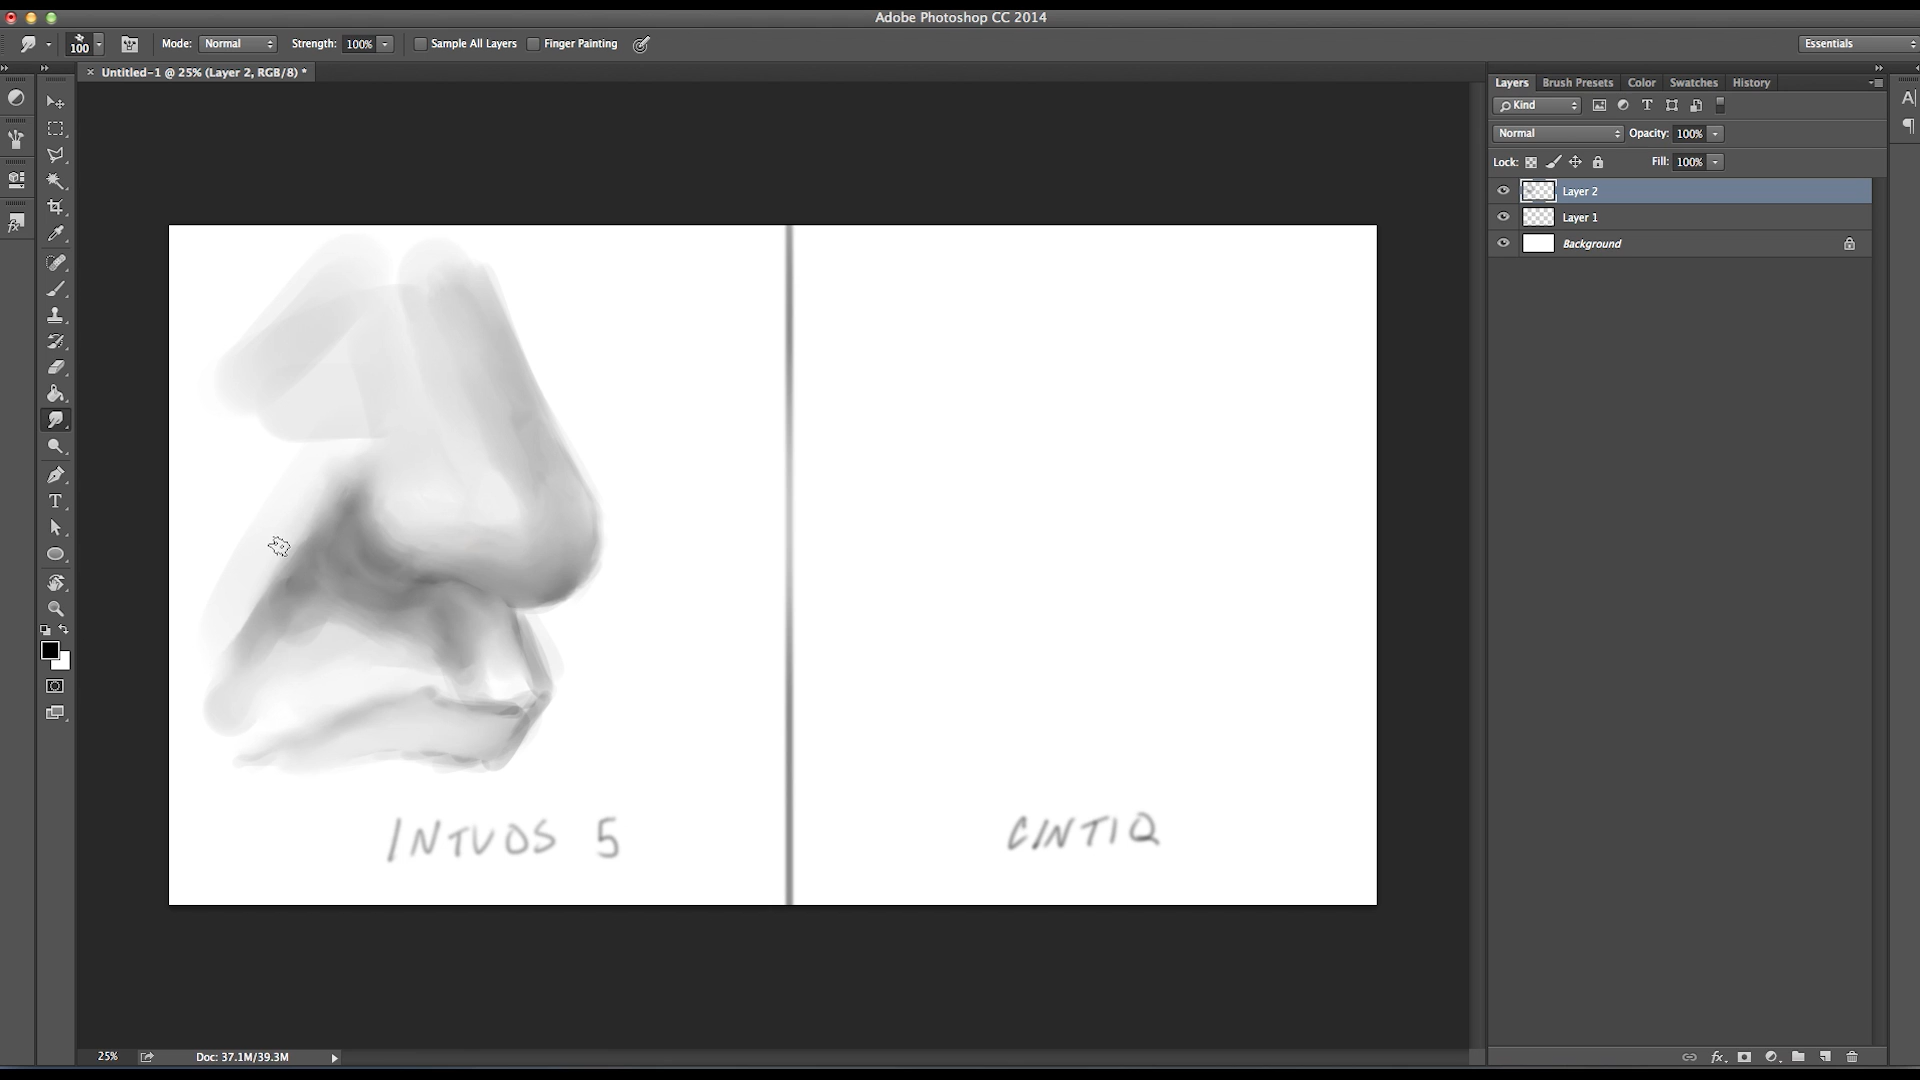 Adobe Photoshop CC 2014
100 Mode: Normal Strength: 100% Sample All Layers Finger Painting Essentials
× Untitled-1 @ 25% (Layer 2, RGB/8) *
Layers Brush Presets Color Swatches History
Kind
Normal Opacity: 100%
Lock: Fill: 100%
Layer 2
Layer 1
Background
INTUOS 5 CINTIQ
25% Doc: 37.1M/39.3M
fx